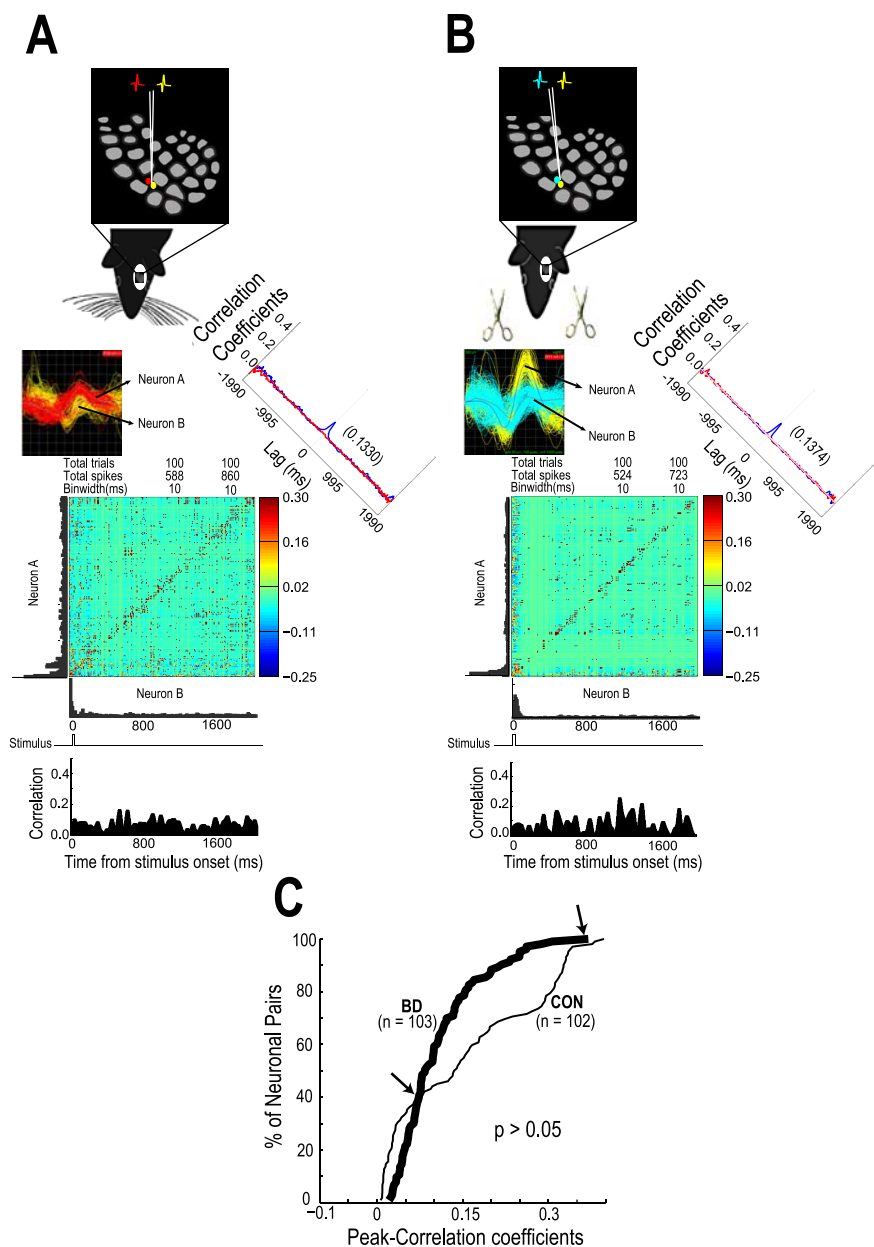 A
Correlation
Coefficients
0.4
0.2
0.0
-1990
-995
0
995
1990
Lag (ms)
(0.1330)
Neuron A
Neuron B
Total trials 100 100
Total spikes 588 860
Binwidth(ms) 10 10
0.30
0.16
0.02
−0.11
−0.25
Neuron A
Neuron B
0 800 1600
Stimulus
Correlation
0.4
0.2
0.0
0 800 1600
Time from stimulus onset (ms)
B
Correlation
Coefficients
0.4
0.2
0.0
-1990
-995
0
995
1990
Lag (ms)
(0.1374)
Neuron A
Neuron B
100 100
524 723
10 10
0.30
0.16
0.02
−0.11
−0.25
Neuron A
Neuron B
0 800 1600
Stimulus
Correlation
0.4
0.2
0.0
0 800 1600
Time from stimulus onset (ms)
C
% of Neuronal Pairs
100
80
60
40
20
0
BD
(n = 103)
CON
(n = 102)
p > 0.05
−0.1 0 0.15 0.3
Peak-Correlation coefficients